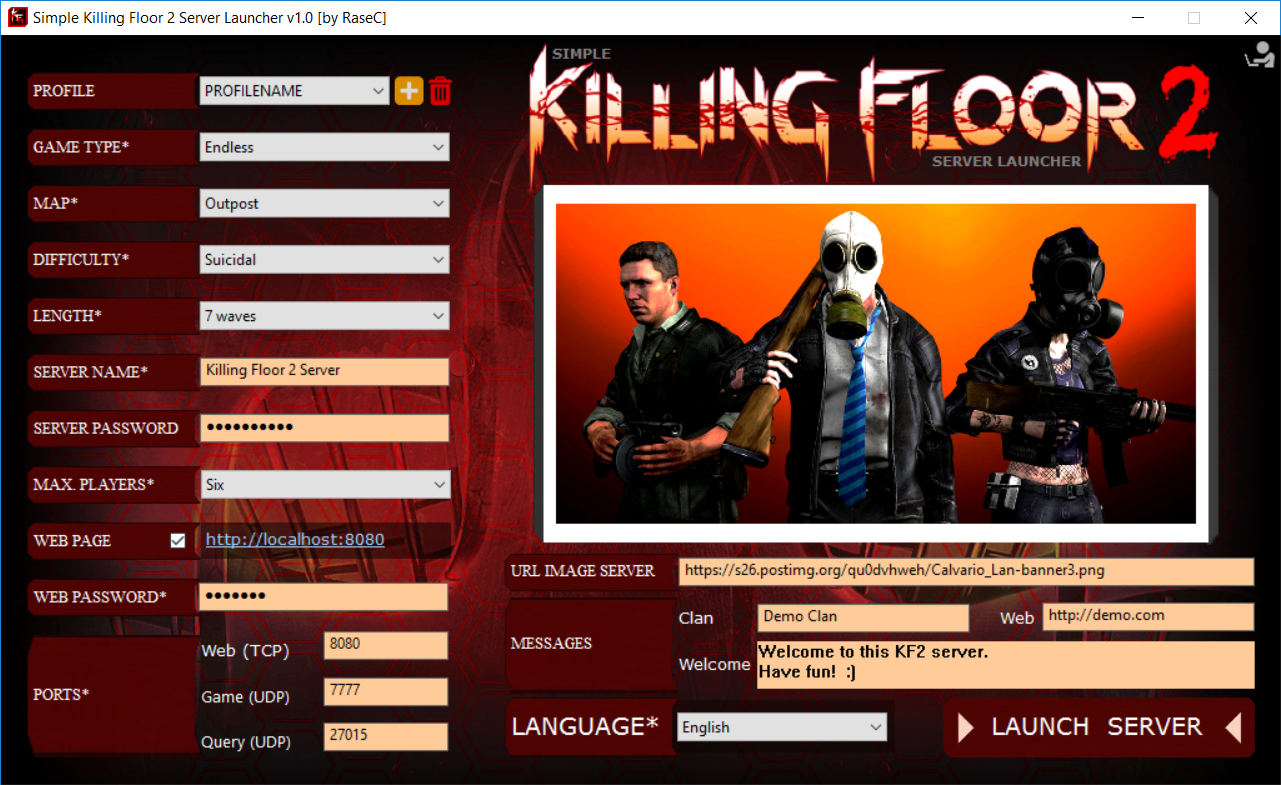 Simple Killing Floor 2 Server Launcher v1.0 [by RaseC]
SIMPLE
KILLING FLOOR 2
SERVER LAUNCHER
PROFILE PROFILENAME
GAME TYPE* Endless
MAP* Outpost
DIFFICULTY* Suicidal
LENGTH* 7 waves
SERVER NAME* Killing Floor 2 Server
SERVER PASSWORD ●●●●●●●●●●
MAX. PLAYERS* Six
WEB PAGE http://localhost:8080
WEB PASSWORD* ●●●●●●●
PORTS*
Web (TCP) 8080
Game (UDP) 7777
Query (UDP) 27015
URL IMAGE SERVER https://s26.postimg.org/qu0dvhweh/Calvario_Lan-banner3.png
MESSAGES
Clan Demo Clan Web http://demo.com
Welcome Welcome to this KF2 server.
Have fun! :)
LANGUAGE* English
LAUNCH SERVER